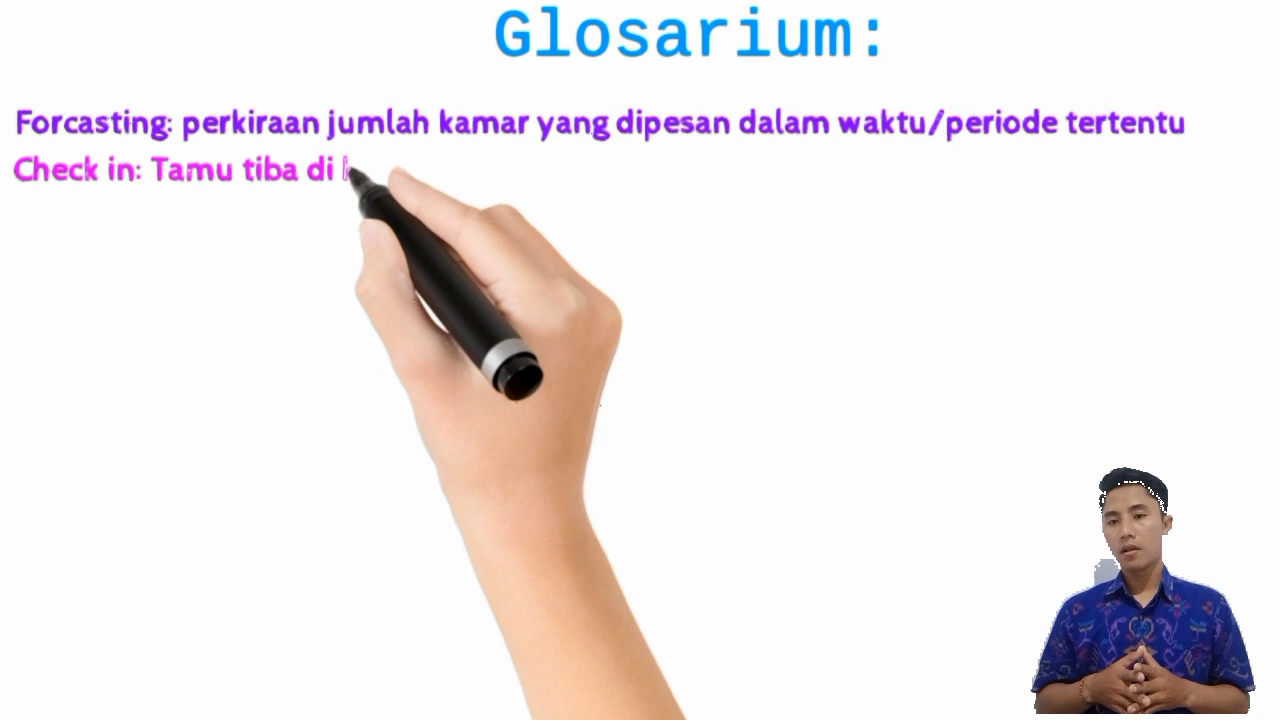 Glosarium:
Forcasting: perkiraan jumlah kamar yang dipesan dalam waktu/periode tertentu
Check in: Tamu tiba di